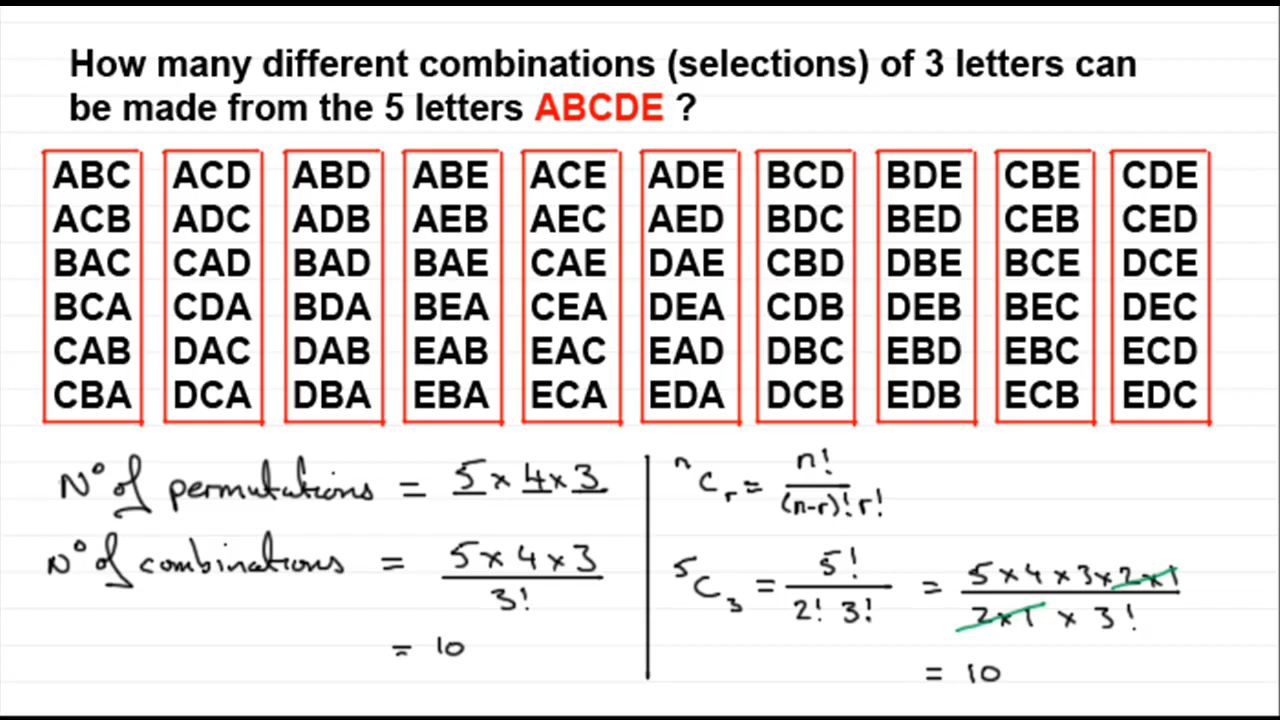 How many different combinations (selections) of 3 letters can
be made from the 5 letters ABCDE ?
ABC ACD ABD ABE ACE ADE BCD BDE CBE CDE
ACB ADC ADB AEB AEC AED BDC BED CEB CED
BAC CAD BAD BAE CAE DAE CBD DBE BCE DCE
BCA CDA BDA BEA CEA DEA CDB DEB BEC DEC
CAB DAC DAB EAB EAC EAD DBC EBD EBC ECD
CBA DCA DBA EBA ECA EDA DCB EDB ECB EDC
N° of permutations = 5 × 4 × 3
N° of combinations = 5 × 4 × 3
3!
= 10
ⁿCᵣ = n!
(n-r)! r!
⁵C₃ = 5! = 5 × 4 × 3 × 2 × 1
2! 3! 2 × 1 × 3!
= 10